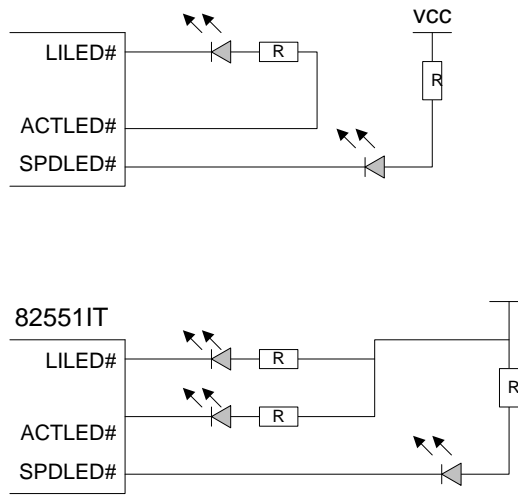 VCC
LILED#
R
R
ACTLED#
SPDLED#
82551IT
LILED#
R
R
R
ACTLED#
SPDLED#